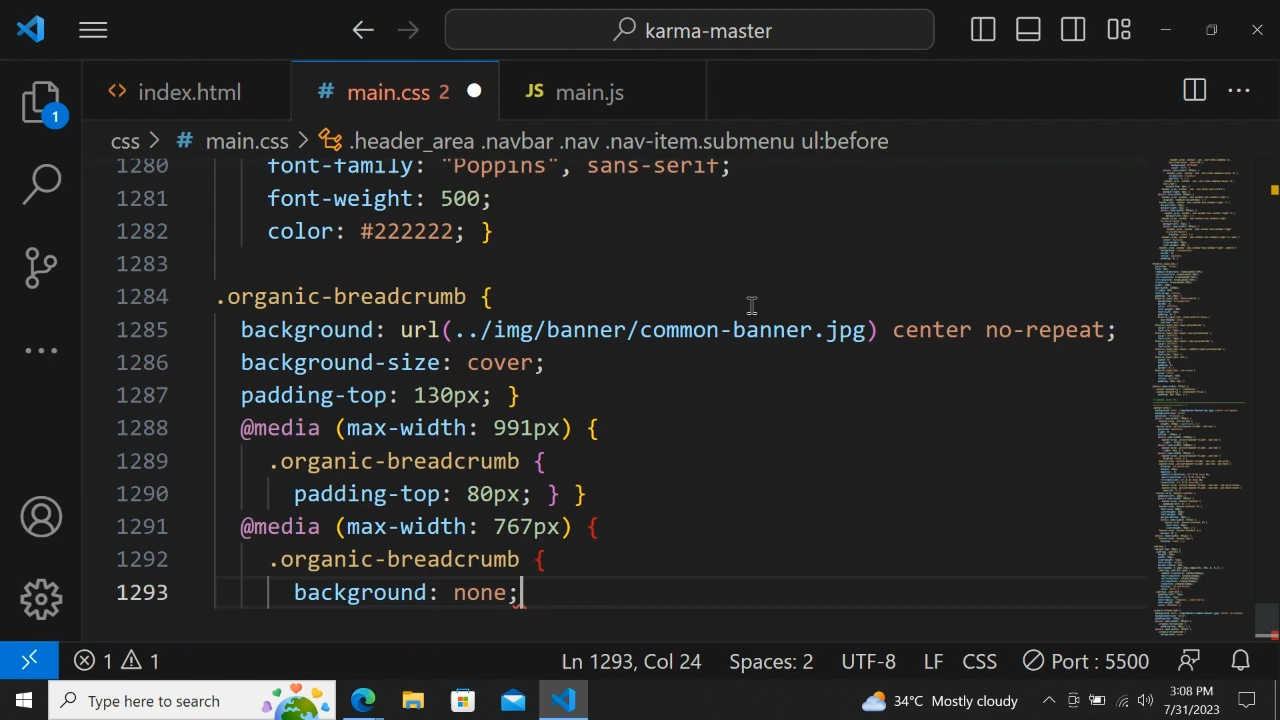 karma-master
index.html
main.css 2
JS main.js
css > # main.css > .header_area .navbar .nav .nav-item.submenu ul:before
1280 font-family: "Poppins", sans-serif;
1281 font-weight: 500;
1282 color: #222222; }
1283
1284 .organic-breadcrumb {
1285 background: url(../img/banner/common-banner.jpg) enter no-repeat;
1286 background-size: cover;
1287 padding-top: 130px; }
1288 @media (max-width: 991px) {
1289 .organic-breadcrumb {
1290 padding-top: 80px; } }
1291 @media (max-width: 767px) {
1292 .organic-breadcrumb {
1293 background: none;
1
1 1 Ln 1293, Col 24 Spaces: 2 UTF-8 LF CSS Port : 5500
Type here to search
34°C Mostly cloudy
3:08 PM
7/31/2023